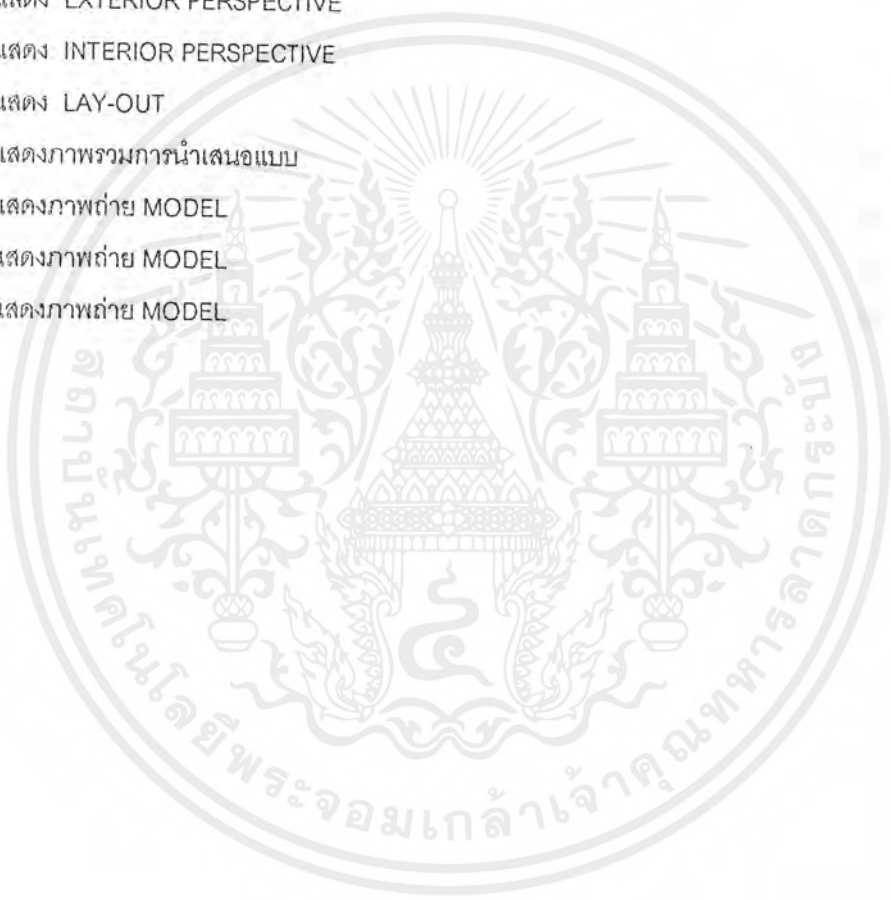 แสดง EXTERIOR PERSPECTIVE
แสดง INTERIOR PERSPECTIVE
แสดง LAY-OUT
แสดงภาพรวมการนำเสนอแบบ
แสดงภาพถ่าย MODEL
แสดงภาพถ่าย MODEL
แสดงภาพถ่าย MODEL
สถาบันเทคโนโลยีพระจอมเกล้าเจ้าคุณทหารลาดกระบัง
๔